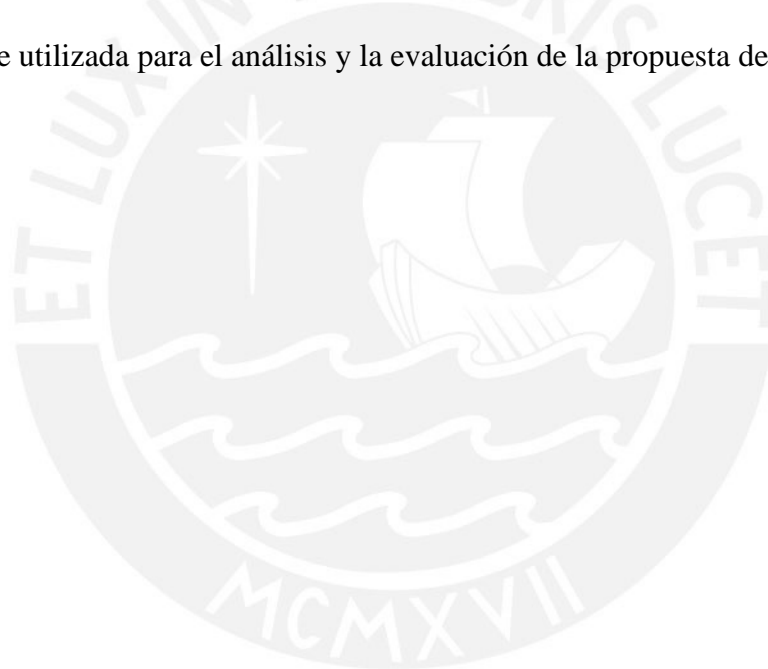 e utilizada para el análisis y la evaluación de la propuesta de
ET LUX IN TENEBRIS LUCET
MCMXVII